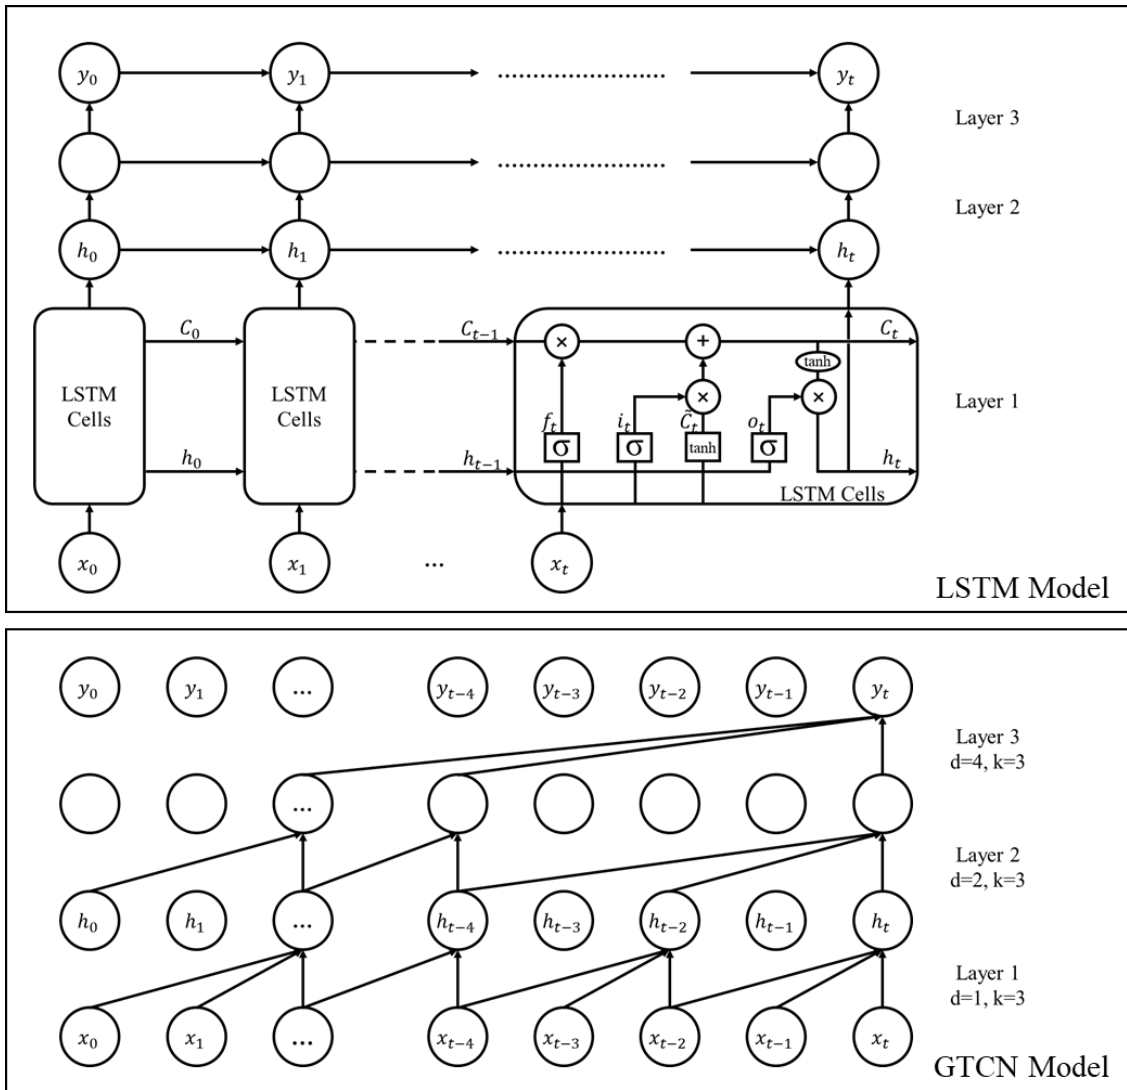 y₀ y₁ ........................... yₜ
Layer 3
...........................
Layer 2
h₀ h₁ ........................... hₜ
C₀ Cₜ₋₁ × + Cₜ
tanh
LSTM Cells LSTM Cells × × Layer 1
fₜ iₜ C̃ₜ oₜ
σ σ tanh σ
h₀ hₜ₋₁ hₜ
LSTM Cells
x₀ x₁ ... xₜ
LSTM Model
y₀ y₁ ... yₜ₋₄ yₜ₋₃ yₜ₋₂ yₜ₋₁ yₜ
Layer 3
d=4, k=3
...
Layer 2
d=2, k=3
h₀ h₁ ... hₜ₋₄ hₜ₋₃ hₜ₋₂ hₜ₋₁ hₜ
Layer 1
d=1, k=3
x₀ x₁ ... xₜ₋₄ xₜ₋₃ xₜ₋₂ xₜ₋₁ xₜ
GTCN Model